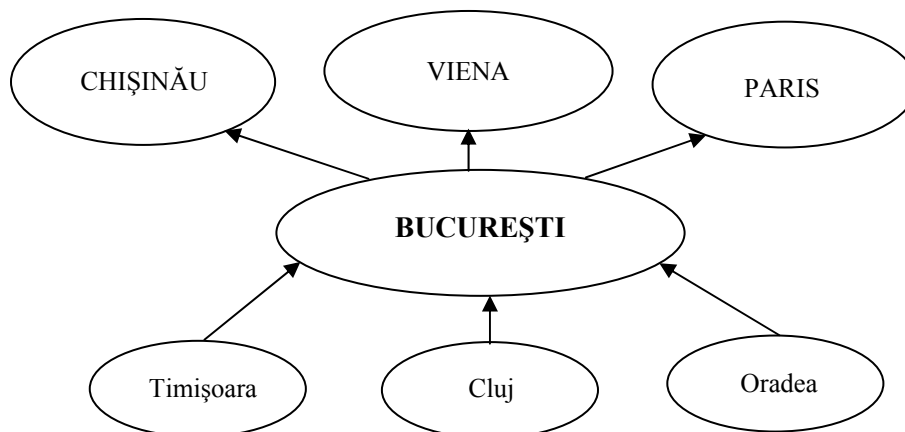 CHIŞINĂU
VIENA
PARIS
BUCUREŞTI
Timişoara
Cluj
Oradea